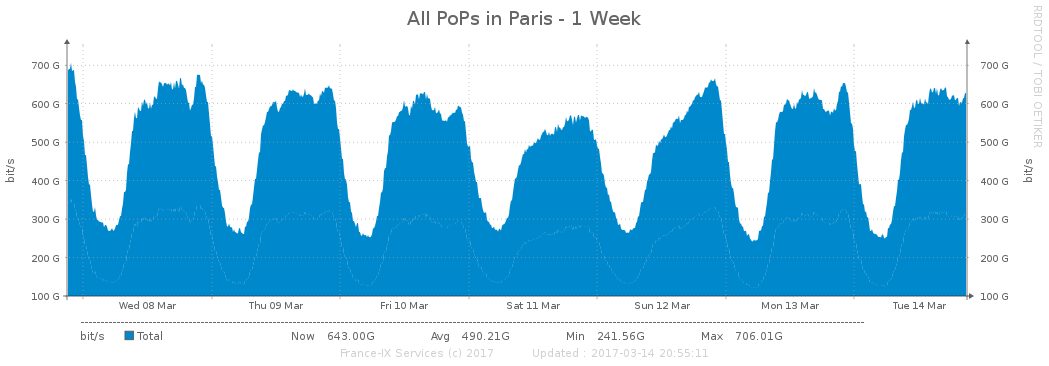 All PoPs in Paris - 1 Week
RRDTOOL / TOBI OETIKER
bit/s
bit/s
700 G 700 G
600 G 600 G
500 G 500 G
400 G 400 G
300 G 300 G
200 G 200 G
100 G 100 G
Wed 08 Mar Thu 09 Mar Fri 10 Mar Sat 11 Mar Sun 12 Mar Mon 13 Mar Tue 14 Mar
bit/s Total Now 643.00G Avg 490.21G Min 241.56G Max 706.01G
France-IX Services (c) 2017 Updated : 2017-03-14 20:55:11